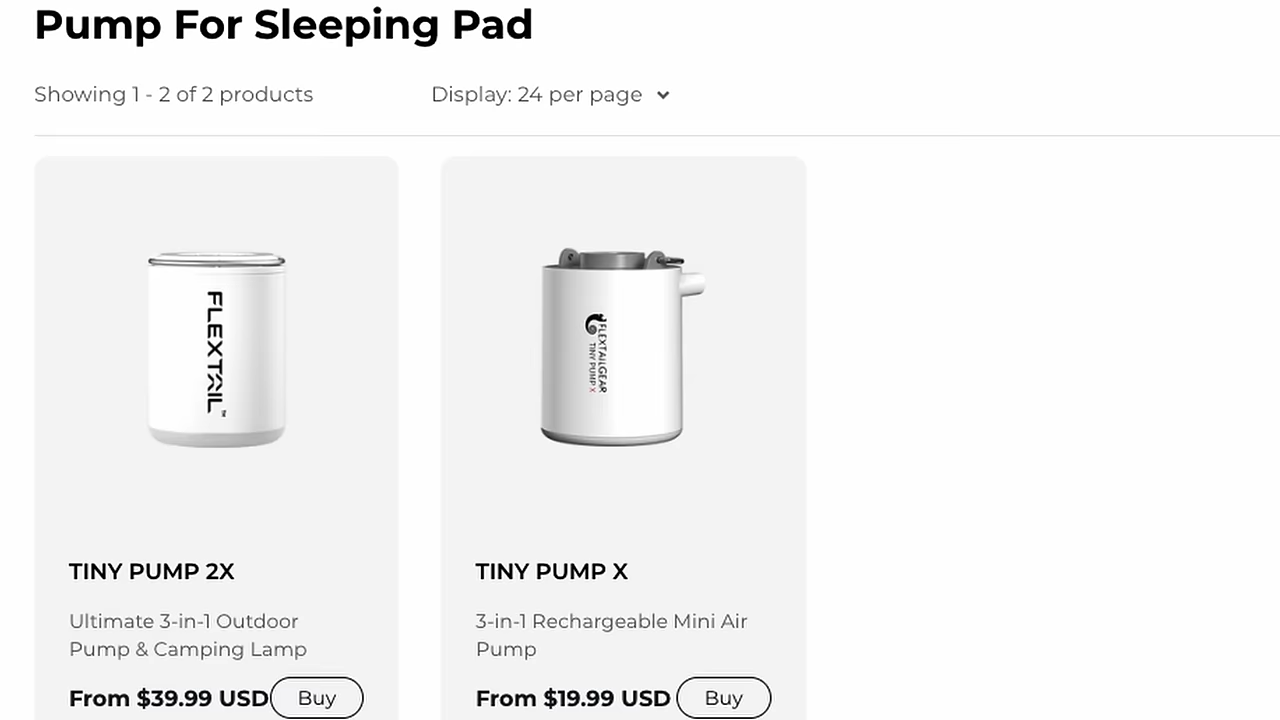 Pump For Sleeping Pad
Showing 1 - 2 of 2 products
Display: 24 per page
FLEXTAIL™
FLEXTAILGEAR
TINY PUMP X
TINY PUMP 2X
Ultimate 3-in-1 Outdoor
Pump & Camping Lamp
From $39.99 USD
Buy
TINY PUMP X
3-in-1 Rechargeable Mini Air
Pump
From $19.99 USD
Buy